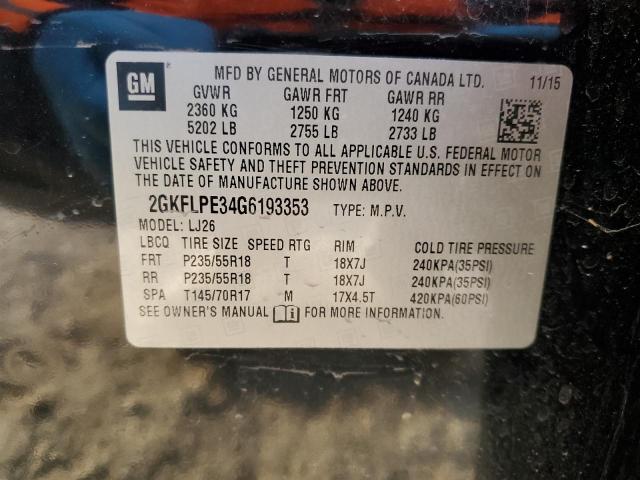 GM MFD BY GENERAL MOTORS OF CANADA LTD. 11/15
GVWR GAWR FRT GAWR RR
2360 KG 1250 KG 1240 KG
5202 LB 2755 LB 2733 LB
THIS VEHICLE CONFORMS TO ALL APPLICABLE U.S. FEDERAL MOTOR
VEHICLE SAFETY AND THEFT PREVENTION STANDARDS IN EFFECT ON
THE DATE OF MANUFACTURE SHOWN ABOVE.
2GKFLPE34G6193353 TYPE: M.P.V.
MODEL: LJ26
LBCQ TIRE SIZE SPEED RTG RIM COLD TIRE PRESSURE
FRT P235/55R18 T 18X7J 240KPA(35PSI)
RR P235/55R18 T 18X7J 240KPA(35PSI)
SPA T145/70R17 M 17X4.5T 420KPA(60PSI)
SEE OWNER'S MANUAL FOR MORE INFORMATION.